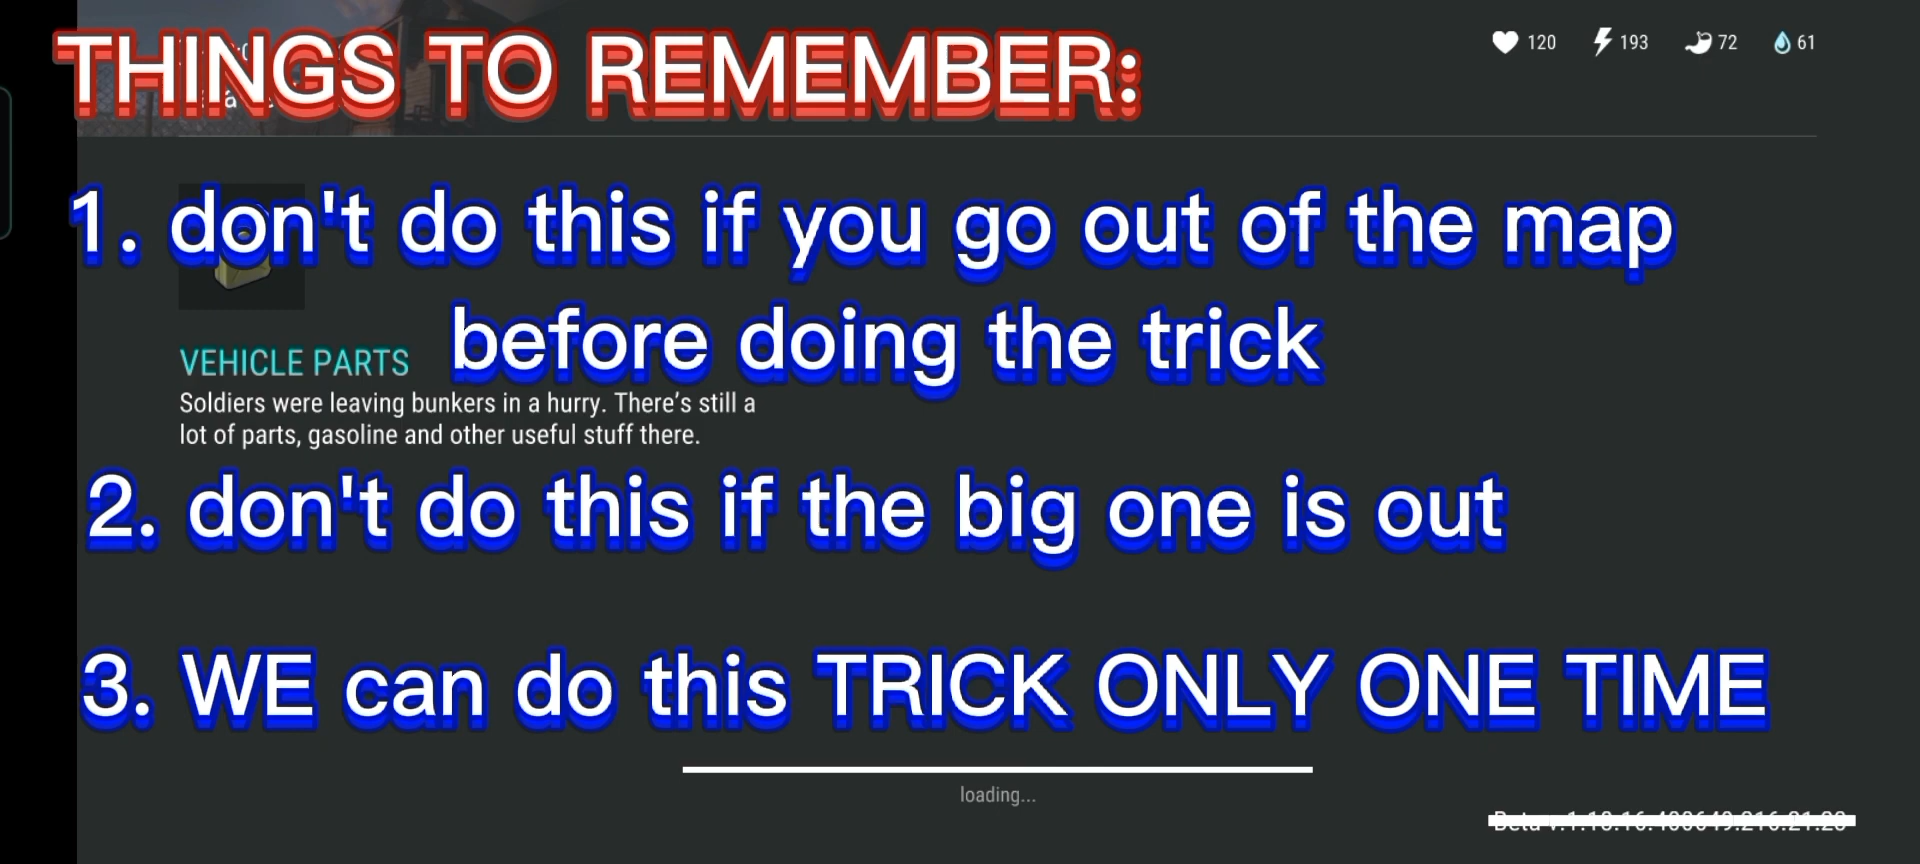 THINGS TO REMEMBER:
120 193 72 61
1. don't do this if you go out of the map
before doing the trick
VEHICLE PARTS
Soldiers were leaving bunkers in a hurry. There's still a
lot of parts, gasoline and other useful stuff there.
2. don't do this if the big one is out
3. WE can do this TRICK ONLY ONE TIME
loading...
Beta